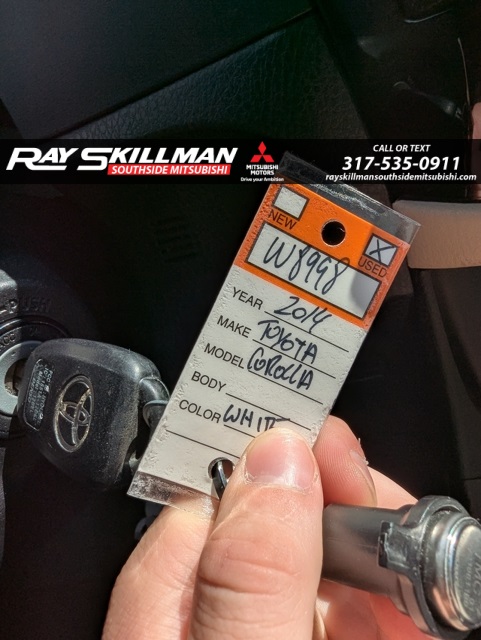 RAY SKILLMAN
SOUTHSIDE MITSUBISHI
MITSUBISHI
MOTORS
Drive your Ambition
CALL OR TEXT
317-535-0911
rayskillmansouthsidemitsubishi.com
NEW
X
USED
W8998
YEAR 2014
MAKE TOYOTA
MODEL COROLLA
BODY
COLOR WHITE